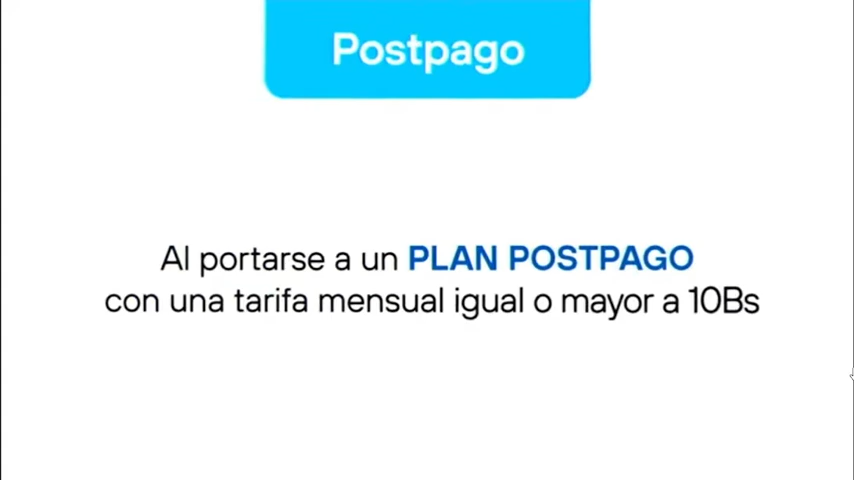 Postpago
Al portarse a un PLAN POSTPAGO
con una tarifa mensual igual o mayor a 10Bs